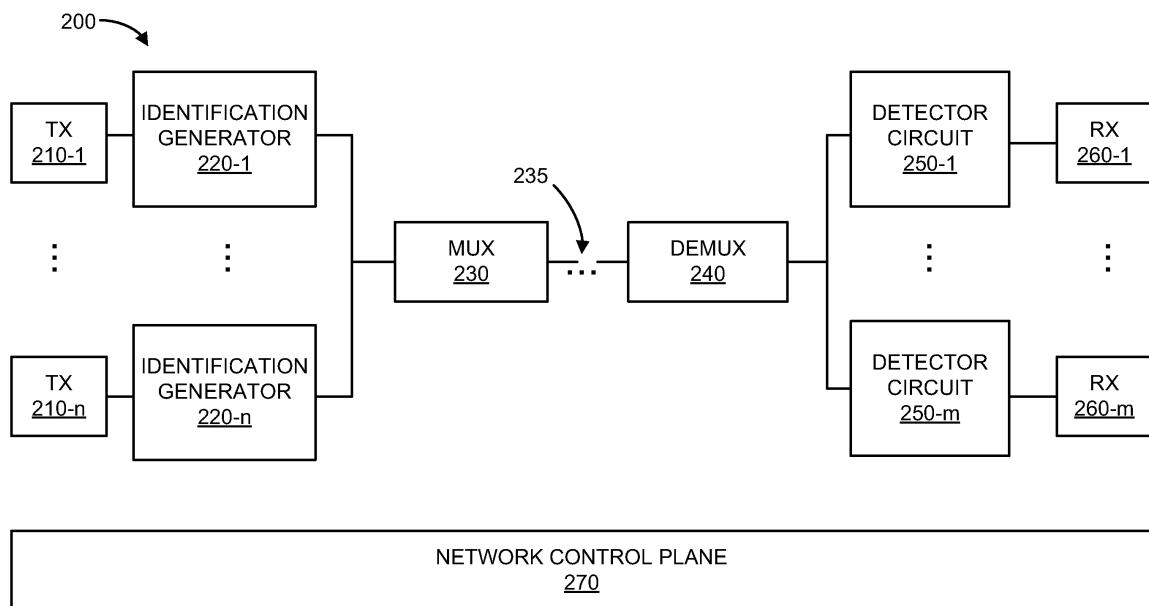 200
TX
210-1
IDENTIFICATION
GENERATOR
220-1
DETECTOR
CIRCUIT
250-1
RX
260-1
235
MUX
230
...
DEMUX
240
TX
210-n
IDENTIFICATION
GENERATOR
220-n
DETECTOR
CIRCUIT
250-m
RX
260-m
NETWORK CONTROL PLANE
270